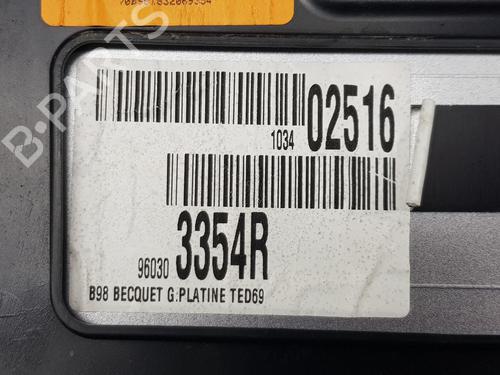 1034 02516
96030 3354R
B98 BECQUET G.PLATINE TED69
B-PARTS